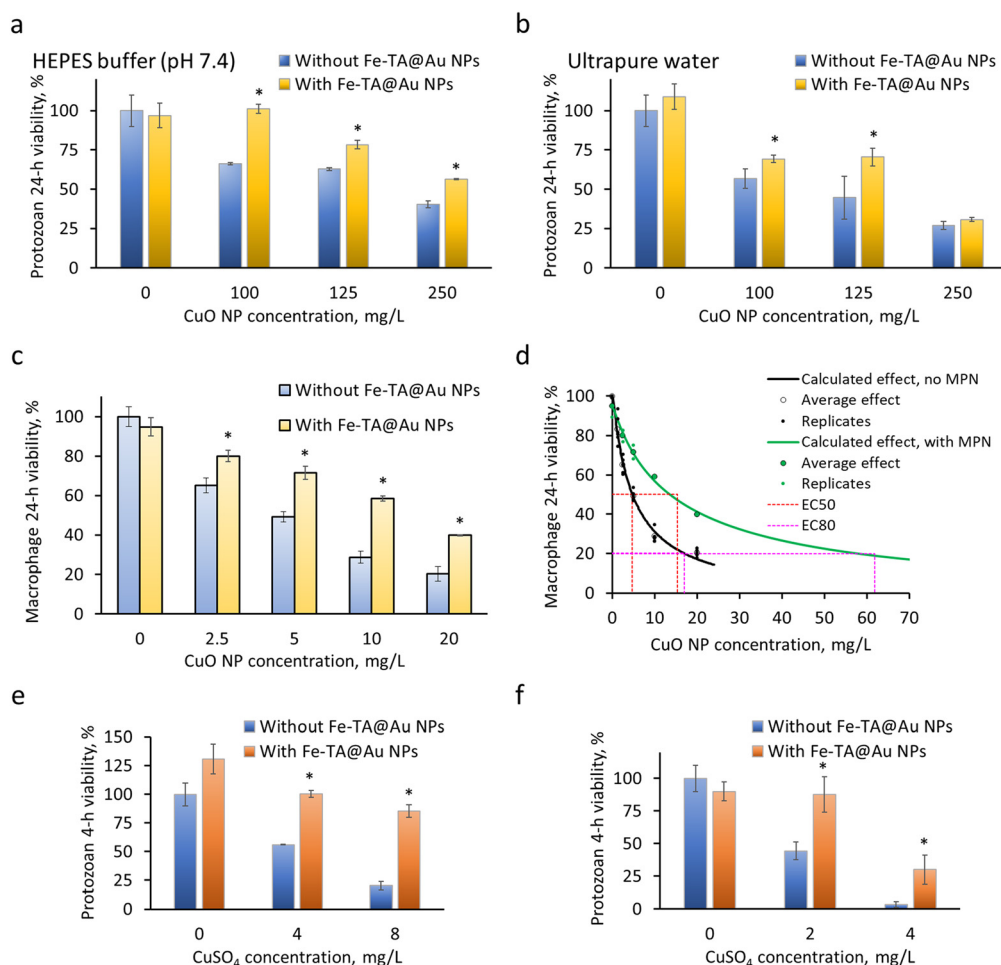 a
HEPES buffer (pH 7.4)
Without Fe-TA@Au NPs
With Fe-TA@Au NPs
Protozoan 24-h viability, %
100
75
50
25
0
*
*
*
0 100 125 250
CuO NP concentration, mg/L
b
Ultrapure water
Without Fe-TA@Au NPs
With Fe-TA@Au NPs
Protozoan 24-h viability, %
100
75
50
25
0
*
*
0 100 125 250
CuO NP concentration, mg/L
c
Without Fe-TA@Au NPs
With Fe-TA@Au NPs
Macrophage 24-h viability, %
100
80
60
40
20
0
*
*
*
*
0 2.5 5 10 20
CuO NP concentration, mg/L
d
Calculated effect, no MPN
Average effect
Replicates
Calculated effect, with MPN
Average effect
Replicates
EC50
EC80
Macrophage 24-h viability, %
100
90
80
70
60
50
40
30
20
10
0
0 10 20 30 40 50 60 70
CuO NP concentration, mg/L
e
Without Fe-TA@Au NPs
With Fe-TA@Au NPs
Protozoan 4-h viability, %
150
125
100
75
50
25
0
*
*
0 4 8
CuSO₄ concentration, mg/L
f
Without Fe-TA@Au NPs
With Fe-TA@Au NPs
Protozoan 4-h viability, %
100
75
50
25
0
*
*
0 2 4
CuSO₄ concentration, mg/L